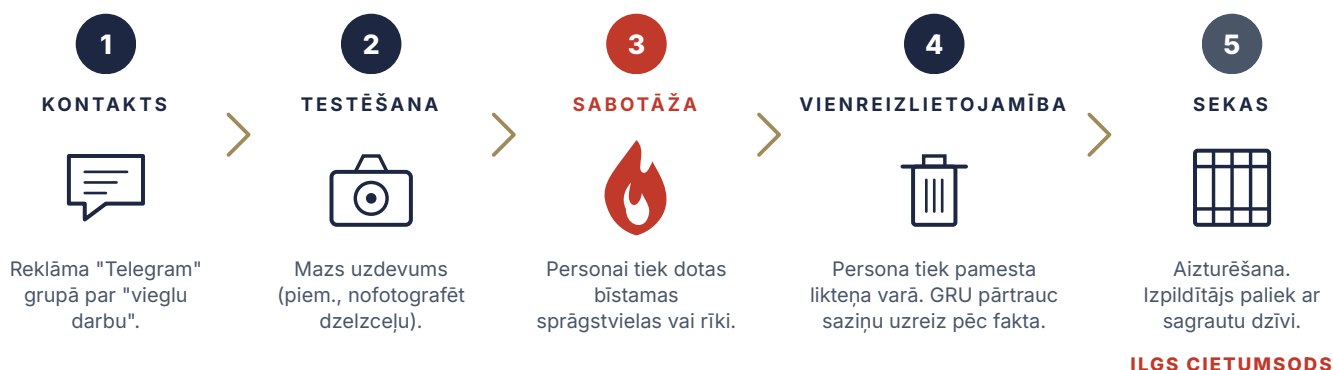 1
KONTAKTS
Reklāma "Telegram"
grupā par "vieglu
darbu".
2
TESTĒŠANA
Mazs uzdevums
(piem., nofotografēt
dzelzceļu).
3
SABOTĀŽA
Personai tiek dotas
bīstamas
sprāgstvielas vai rīki.
4
VIENREIZLIETOJAMĪBA
Persona tiek pamesta
likteņa varā. GRU pārtrauc
saziņu uzreiz pēc fakta.
5
SEKAS
Aizturēšana.
Izpildītājs paliek ar
sagrautu dzīvi.
ILGS CIETUMSODS